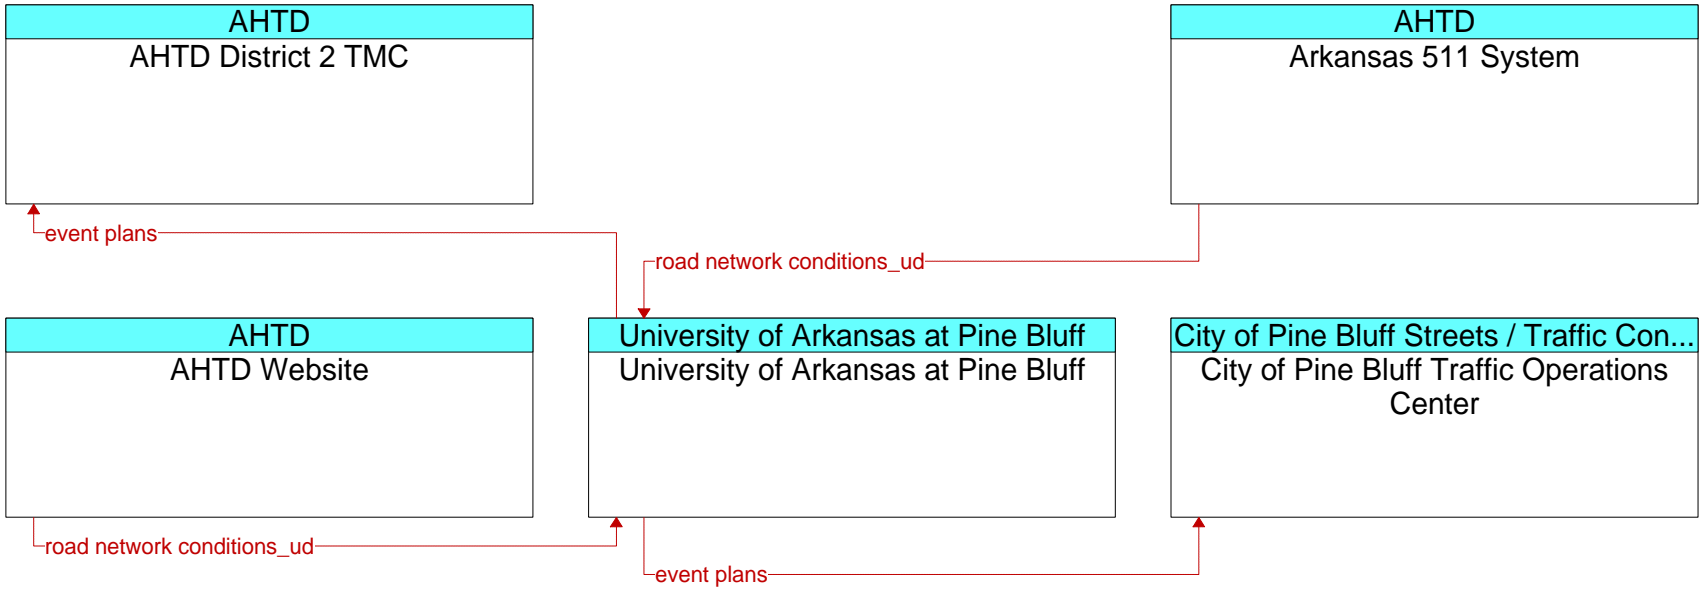 AHTD
AHTD District 2 TMC
AHTD
Arkansas 511 System
event plans
road network conditions_ud
AHTD
AHTD Website
University of Arkansas at Pine Bluff
University of Arkansas at Pine Bluff
City of Pine Bluff Streets / Traffic Con...
City of Pine Bluff Traffic Operations
Center
road network conditions_ud
event plans